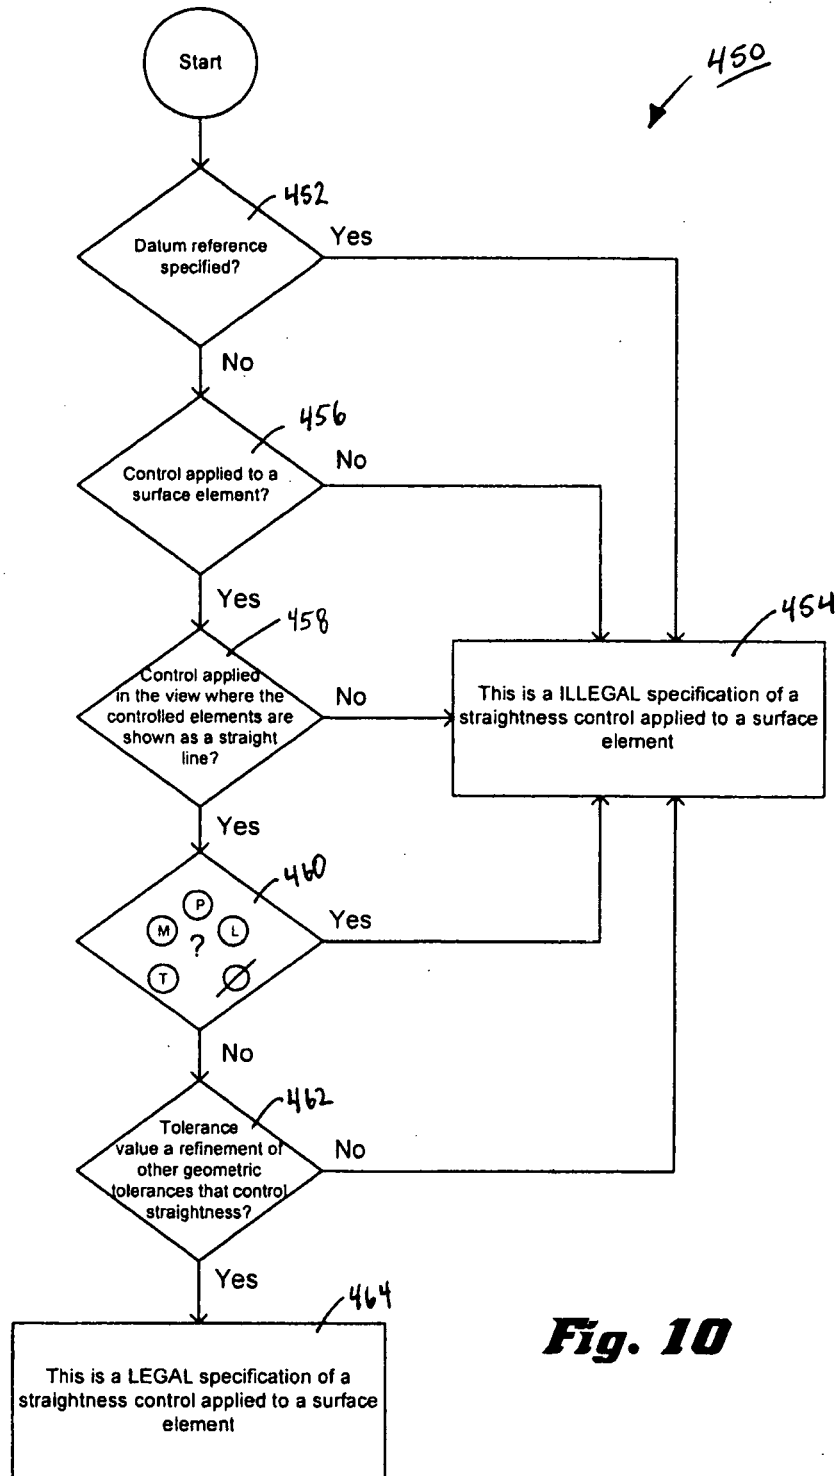 Start
450
452
Datum reference
specified?
Yes
No
456
Control applied to a
surface element?
No
Yes
458
Control applied
in the view where the
controlled elements are
shown as a straight
line?
No
454
This is a ILLEGAL specification of a
straightness control applied to a surface
element
Yes
460
P
M ? L
T ∅
Yes
No
462
Tolerance
value a refinement of
other geometric
tolerances that control
straightness?
No
Yes
464
This is a LEGAL specification of a
straightness control applied to a surface
element
Fig. 10